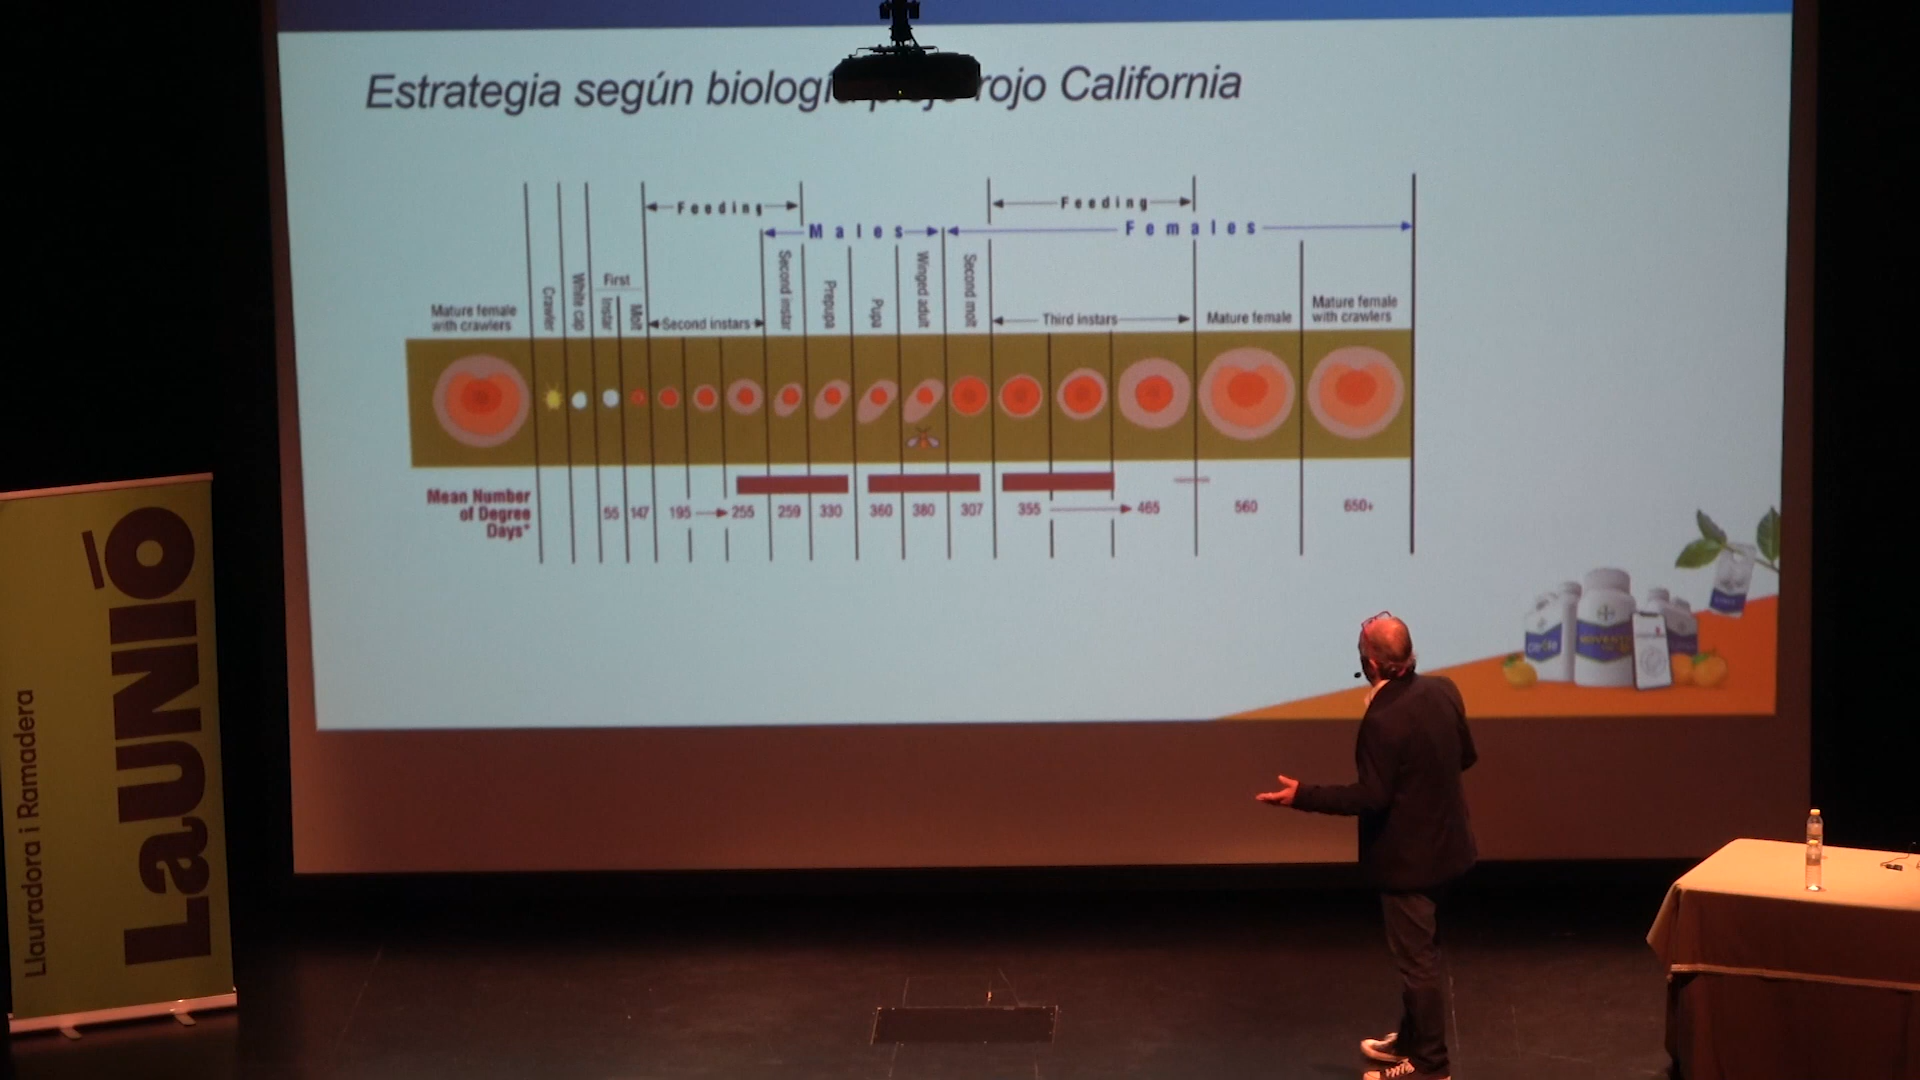 Estrategia según biología piojo rojo California
Feeding
Feeding
Males
Females
Mature female
with crawlers
Crawler
White cap
First
Instar
Molt
Second instars
Second instar
Prepupa
Pupa
Winged adult
Second molt
Third instars
Mature female
Mature female
with crawlers
Mean Number
of Degree
Days*
55 147 195 255 259 330 360 380 307 355 465 560 650+
LaUNIÓ
Llauradora i Ramadera